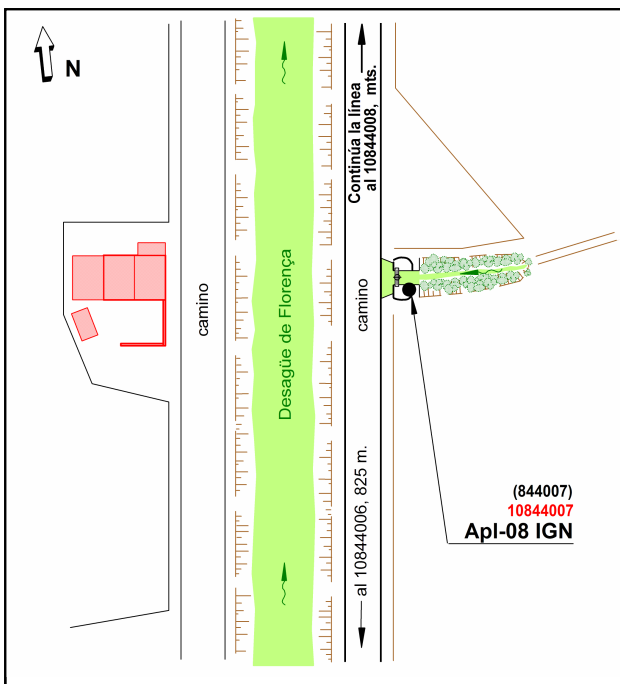 N
Continúa la línea
al 10844008, mts.
camino
Desagüe de Florença
camino
al 10844006, 825 m.
(844007)
10844007
Apl-08 IGN